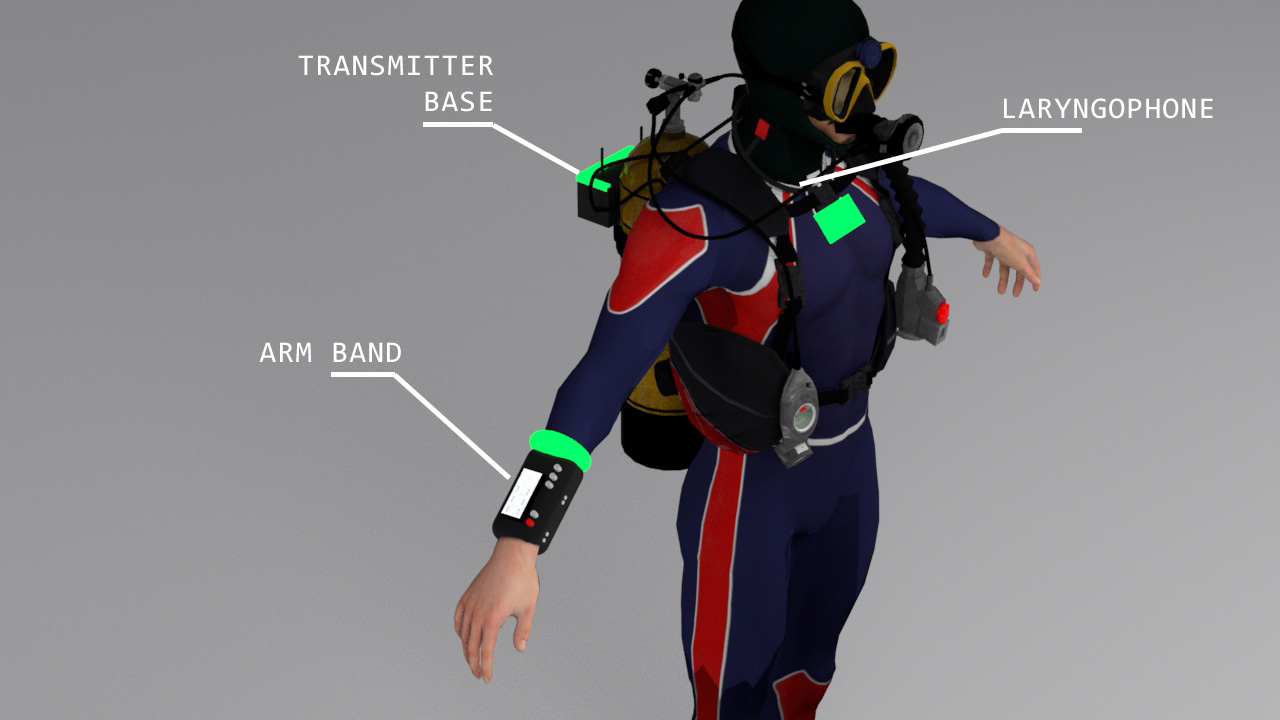 TRANSMITTER
BASE
LARYNGOPHONE
ARM BAND